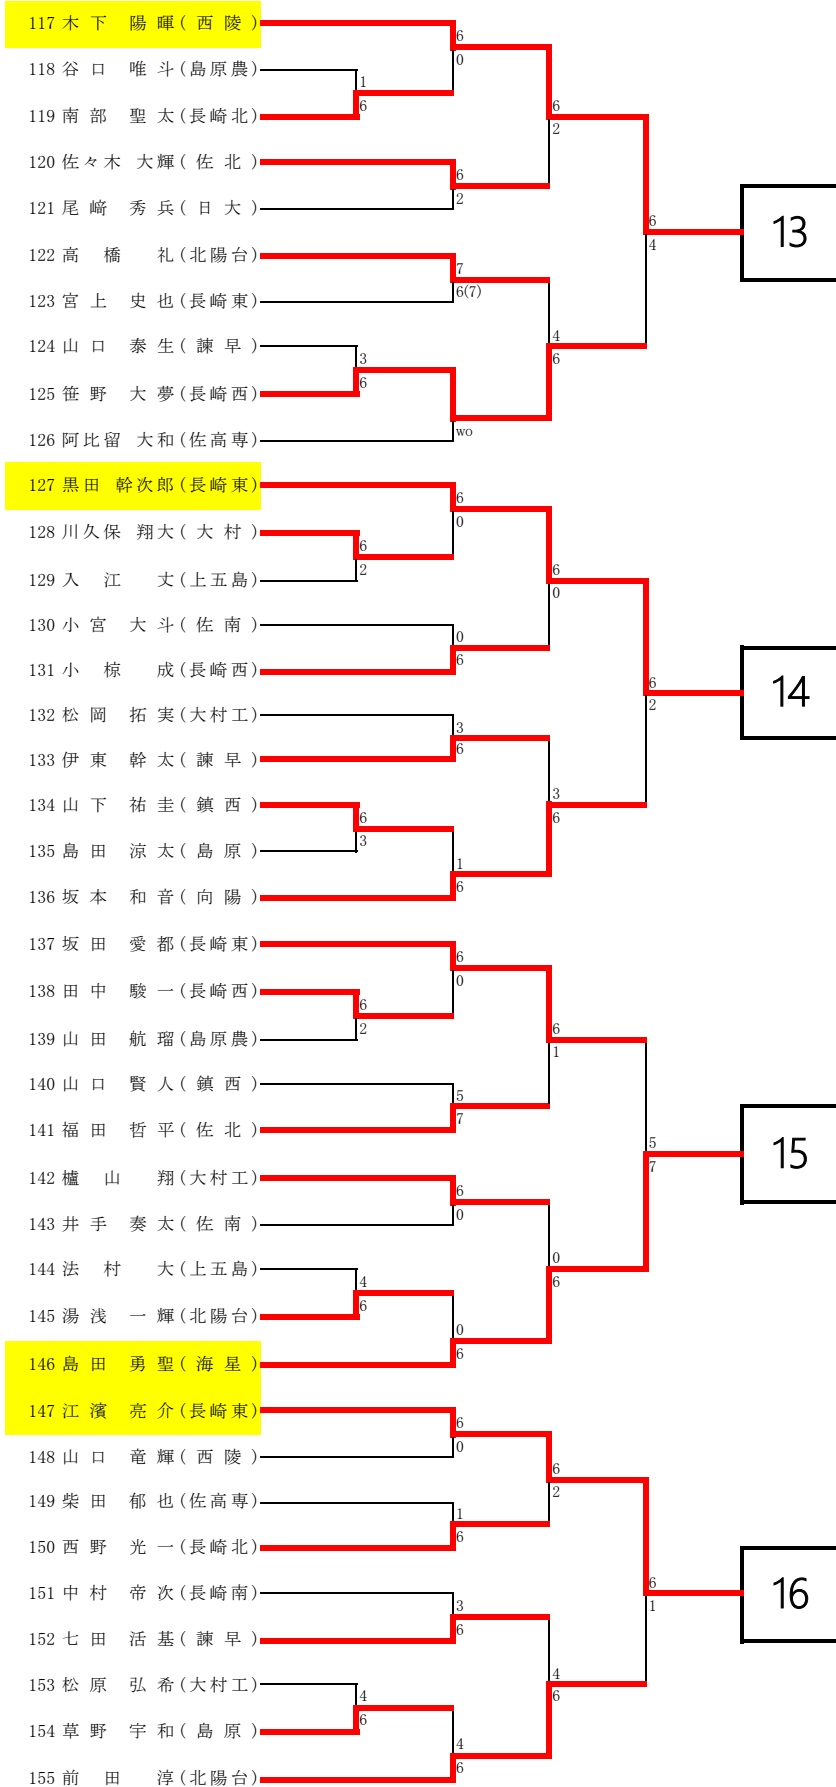 117 木下 陽暉(西陵)
6
118 谷口 唯斗(島原農)
0
1
6
119 南部 聖太(長崎北)
6
2
120 佐々木 大輝(佐北)
6
2
121 尾﨑 秀兵(日大)
6
4
13
122 高橋 礼(北陽台)
7
6(7)
123 宮上 史也(長崎東)
124 山口 泰生(諫早)
4
6
3
6
125 笹野 大夢(長崎西)
wo
126 阿比留 大和(佐高専)
127 黒田 幹次郎(長崎東)
6
0
128 川久保 翔大(大村)
6
2
129 入江 丈(上五島)
6
0
130 小宮 大斗(佐南)
0
6
131 小椋 成(長崎西)
6
2
14
132 松岡 拓実(大村工)
3
6
133 伊東 幹太(諫早)
134 山下 祐圭(鎮西)
3
6
6
3
135 島田 涼太(島原)
1
6
136 坂本 和音(向陽)
137 坂田 愛都(長崎東)
6
0
138 田中 駿一(長崎西)
6
2
139 山田 航瑠(島原農)
6
1
140 山口 賢人(鎮西)
5
7
141 福田 哲平(佐北)
5
7
15
142 櫨山 翔(大村工)
6
0
143 井手 奏太(佐南)
144 法村 大(上五島)
0
6
4
6
145 湯浅 一輝(北陽台)
0
6
146 島田 勇聖(海星)
147 江濱 亮介(長崎東)
6
0
148 山口 竜輝(西陵)
6
2
149 柴田 郁也(佐高専)
1
6
150 西野 光一(長崎北)
6
1
16
151 中村 帝次(長崎南)
3
6
152 七田 活基(諫早)
153 松原 弘希(大村工)
4
6
4
6
154 草野 宇和(島原)
4
6
155 前田 淳(北陽台)